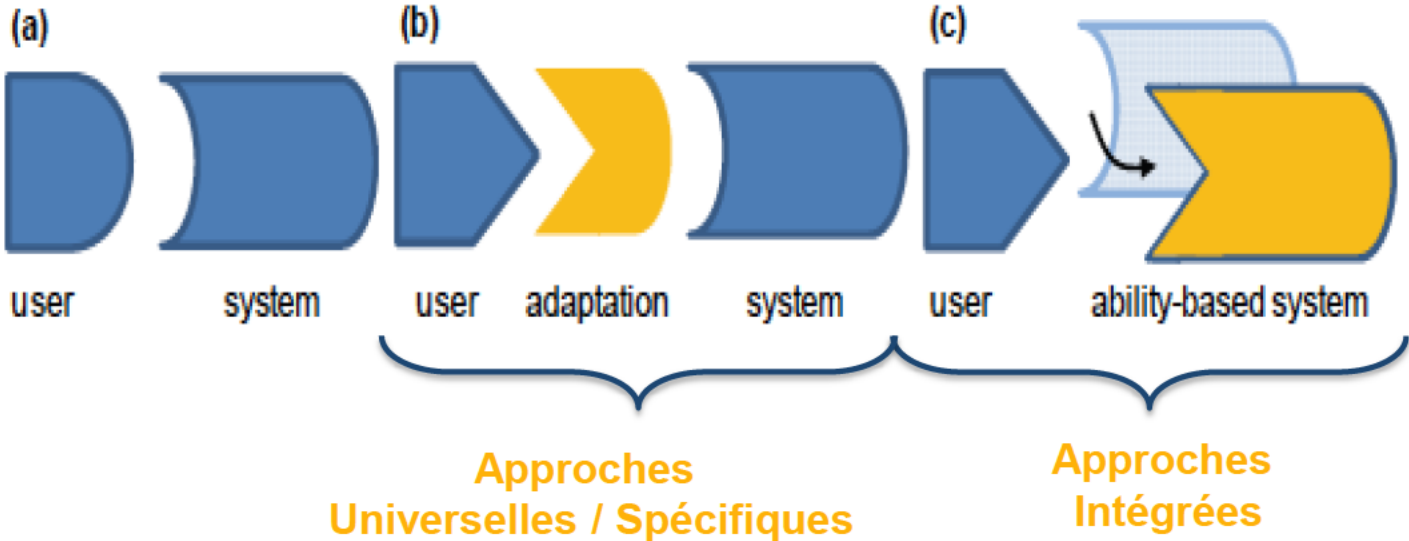 (a)
(b)
(c)
user
system
user
adaptation
system
user
ability-based system
Approches
Universelles / Spécifiques
Approches
Intégrées